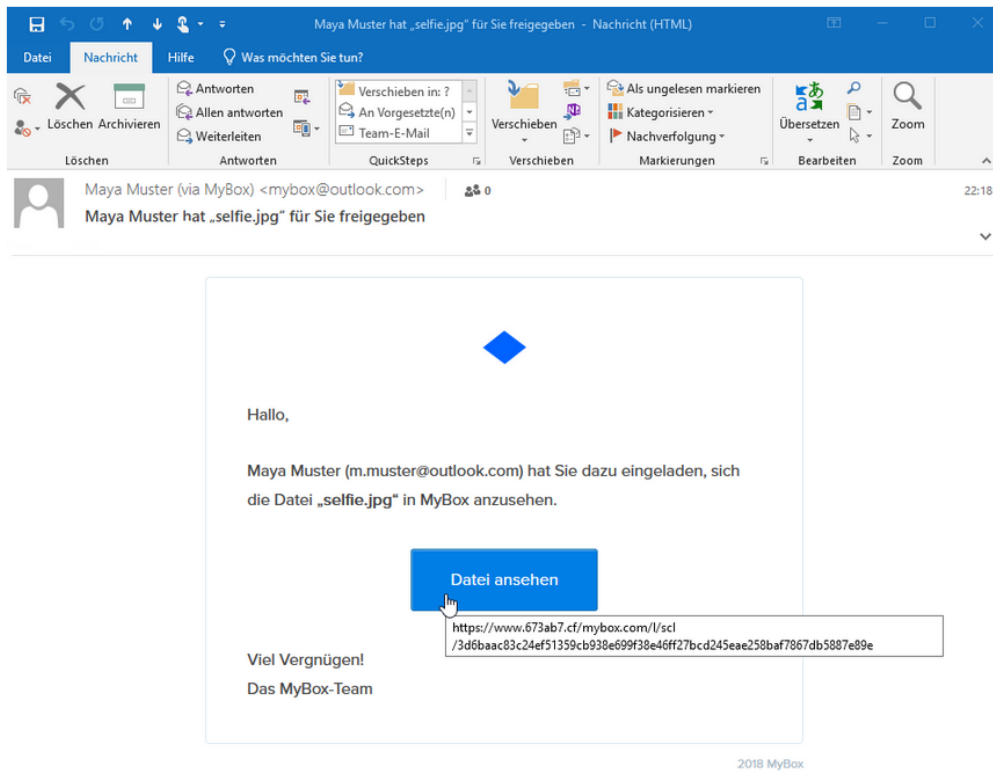 Maya Muster hat „selfie.jpg“ für Sie freigegeben - Nachricht (HTML)
Datei Nachricht Hilfe Was möchten Sie tun?
Löschen Archivieren
Löschen
Antworten
Allen antworten
Weiterleiten
Antworten
Verschieben in: ?
An Vorgesetzte(n)
Team-E-Mail
QuickSteps
Verschieben
Verschieben
Als ungelesen markieren
Kategorisieren
Nachverfolgung
Markierungen
Übersetzen
Bearbeiten
Zoom
Zoom
Maya Muster (via MyBox) <mybox@outlook.com> 0 22:18
Maya Muster hat „selfie.jpg“ für Sie freigegeben
Hallo,
Maya Muster (m.muster@outlook.com) hat Sie dazu eingeladen, sich
die Datei „selfie.jpg“ in MyBox anzusehen.
Datei ansehen
https://www.673ab7.cf/mybox.com/l/scl
/3d6baac83c24ef51359cb938e699f38e46ff27bcd245eae258baf7867db5887e89e
Viel Vergnügen!
Das MyBox-Team
2018 MyBox